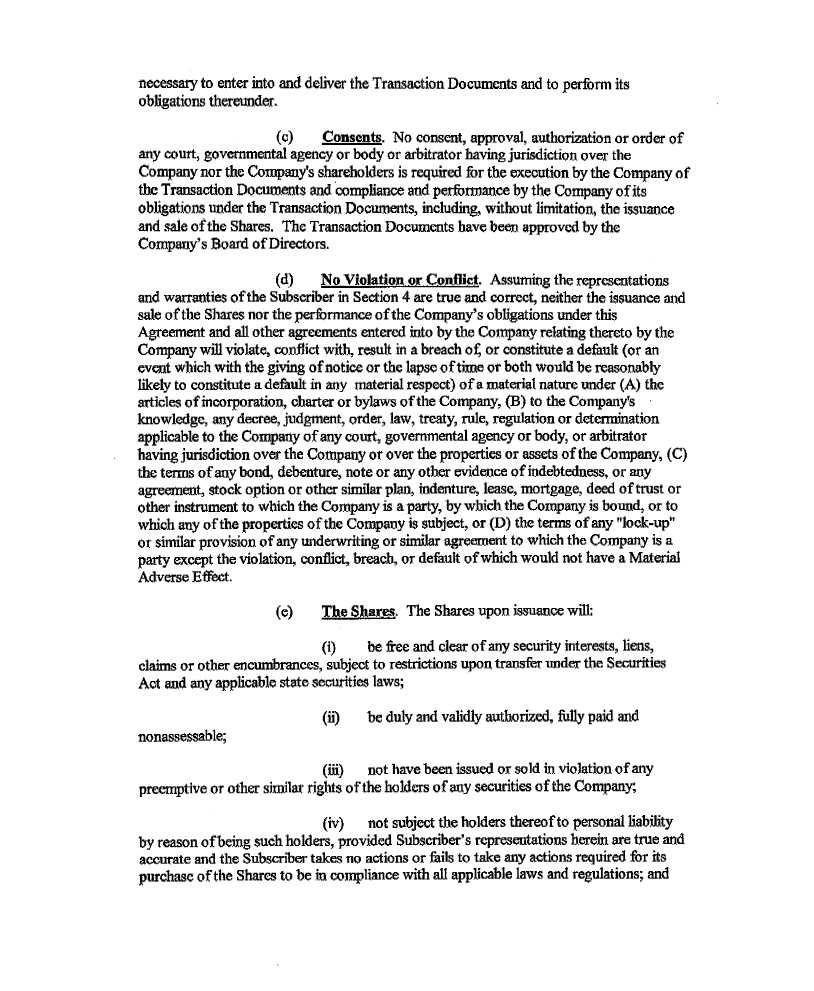 necessary to enter into and deliver the Transaction Documents and to perform its
obligations thereunder.
(c) Consents. No consent, approval, authorization or order of
any court, governmental agency or body or arbitrator having jurisdiction over the
Company nor the Company's shareholders is required for the execution by the Company of
the Transaction Documents and compliance and performance by the Company of its
obligations under the Transaction Documents, including, without limitation, the issuance
and sale of the Shares. The Transaction Documents have been approved by the
Company's Board of Directors.
(d) No Violation or Conflict. Assuming the representations
and warranties of the Subscriber in Section 4 are true and correct, neither the issuance and
sale of the Shares nor the performance of the Company's obligations under this
Agreement and all other agreements entered into by the Company relating thereto by the
Company will violate, conflict with, result in a breach of, or constitute a default (or an
event which with the giving of notice or the lapse of time or both would be reasonably
likely to constitute a default in any material respect) of a material nature under (A) the
articles of incorporation, charter or bylaws of the Company, (B) to the Company's
knowledge, any decree, judgment, order, law, treaty, rule, regulation or determination
applicable to the Company of any court, governmental agency or body, or arbitrator
having jurisdiction over the Company or over the properties or assets of the Company, (C)
the terms of any bond, debenture, note or any other evidence of indebtedness, or any
agreement, stock option or other similar plan, indenture, lease, mortgage, deed of trust or
other instrument to which the Company is a party, by which the Company is bound, or to
which any of the properties of the Company is subject, or (D) the terms of any "lock-up"
or similar provision of any underwriting or similar agreement to which the Company is a
party except the violation, conflict, breach, or default of which would not have a Material
Adverse Effect.
(e) The Shares. The Shares upon issuance will:
(i) be free and clear of any security interests, liens,
claims or other encumbrances, subject to restrictions upon transfer under the Securities
Act and any applicable state securities laws;
(ii) be duly and validly authorized, fully paid and
nonassessable;
(iii) not have been issued or sold in violation of any
preemptive or other similar rights of the holders of any securities of the Company;
(iv) not subject the holders thereof to personal liability
by reason of being such holders, provided Subscriber's representations herein are true and
accurate and the Subscriber takes no actions or fails to take any actions required for its
purchase of the Shares to be in compliance with all applicable laws and regulations; and